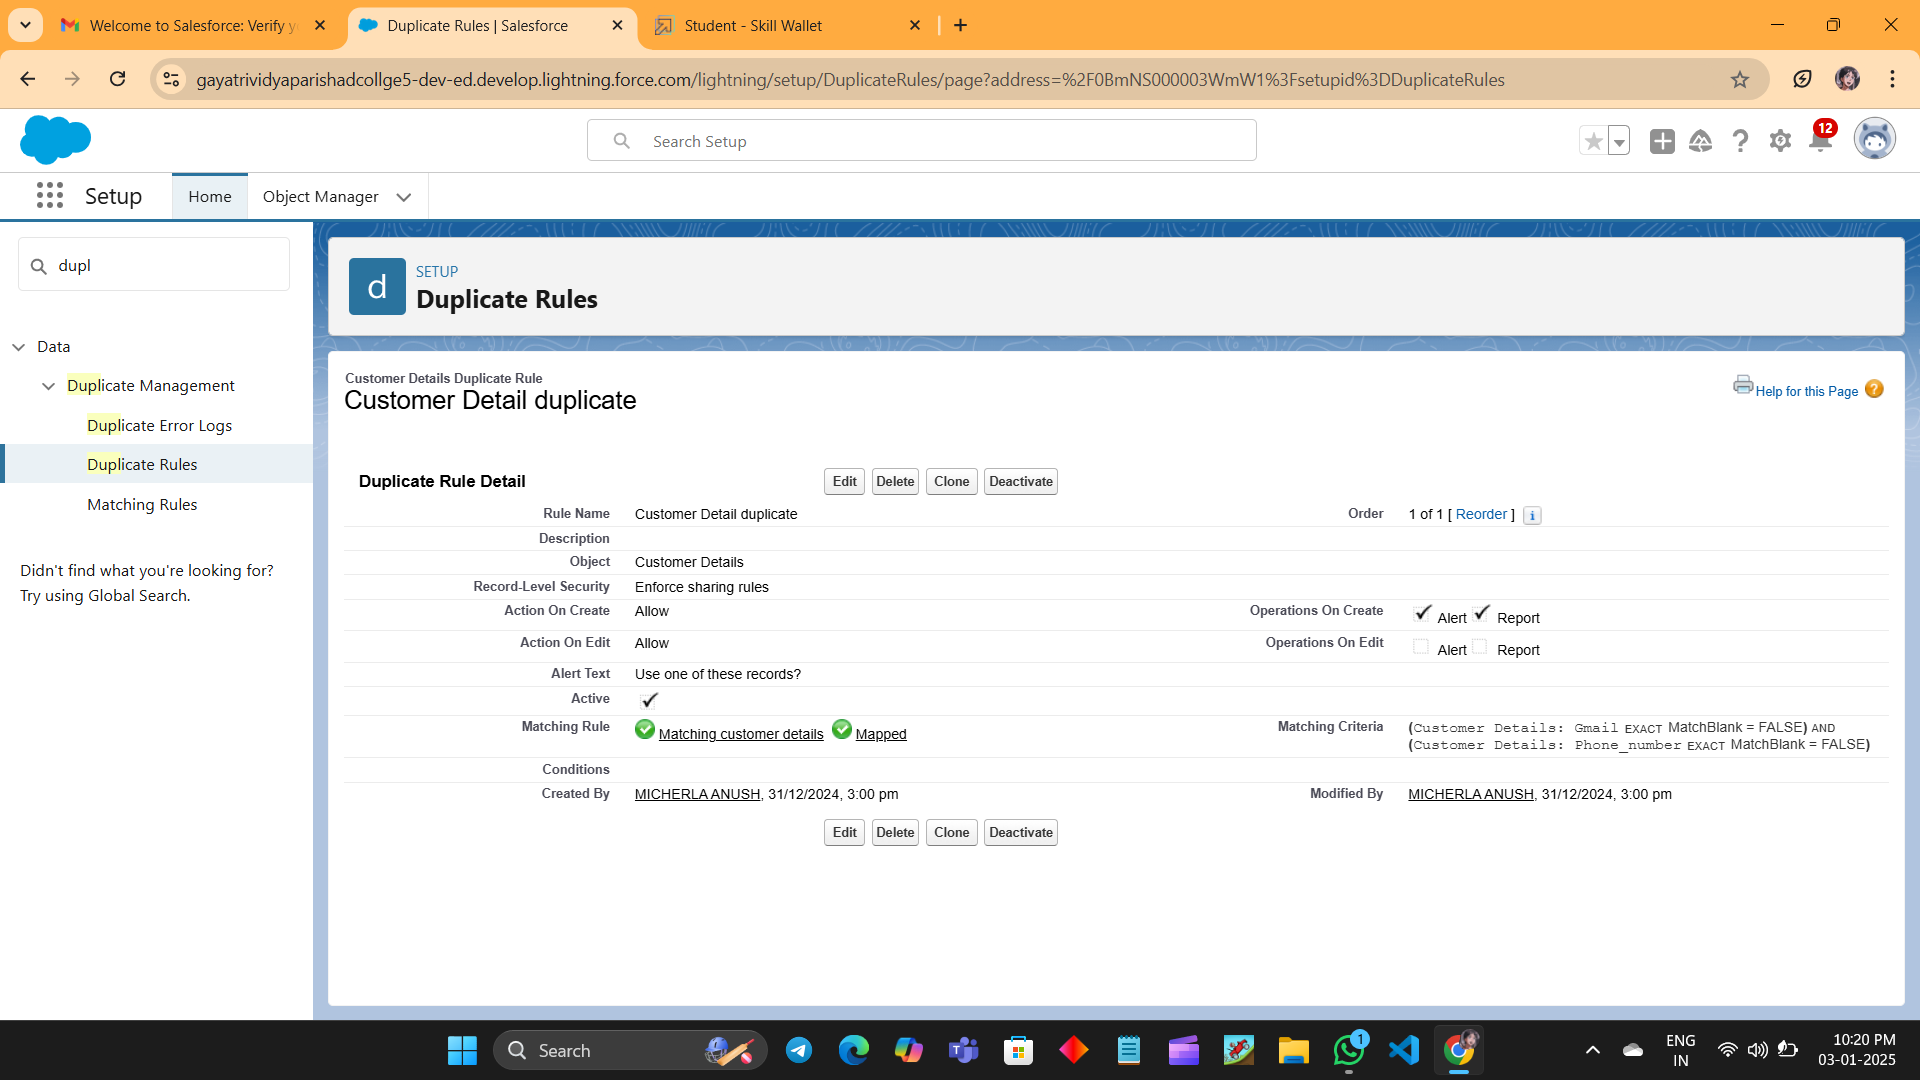 Welcome to Salesforce: Verify y
Duplicate Rules | Salesforce
Student - Skill Wallet
gayatrividyaparishadcollge5-dev-ed.develop.lightning.force.com/lightning/setup/DuplicateRules/page?address=%2F0BmNS000003WmW1%3Fsetupid%3DDuplicateRules
Search Setup
12
Setup
Home
Object Manager
dupl
Data
Duplicate Management
Duplicate Error Logs
Duplicate Rules
Matching Rules
Didn't find what you're looking for?
Try using Global Search.
d
SETUP
Duplicate Rules
Customer Details Duplicate Rule
Customer Detail duplicate
Help for this Page ?
Duplicate Rule Detail
Edit Delete Clone Deactivate
Rule Name Customer Detail duplicate Order 1 of 1 [ Reorder ] i
Description
Object Customer Details
Record-Level Security Enforce sharing rules
Action On Create Allow Operations On Create Alert Report
Action On Edit Allow Operations On Edit Alert Report
Alert Text Use one of these records?
Active
Matching Rule Matching customer details Mapped Matching Criteria (Customer Details: Gmail EXACT MatchBlank = FALSE) AND
(Customer Details: Phone_number EXACT MatchBlank = FALSE)
Conditions
Created By MICHERLA ANUSH, 31/12/2024, 3:00 pm Modified By MICHERLA ANUSH, 31/12/2024, 3:00 pm
Edit Delete Clone Deactivate
Search
1
ENG
IN
10:20 PM
03-01-2025